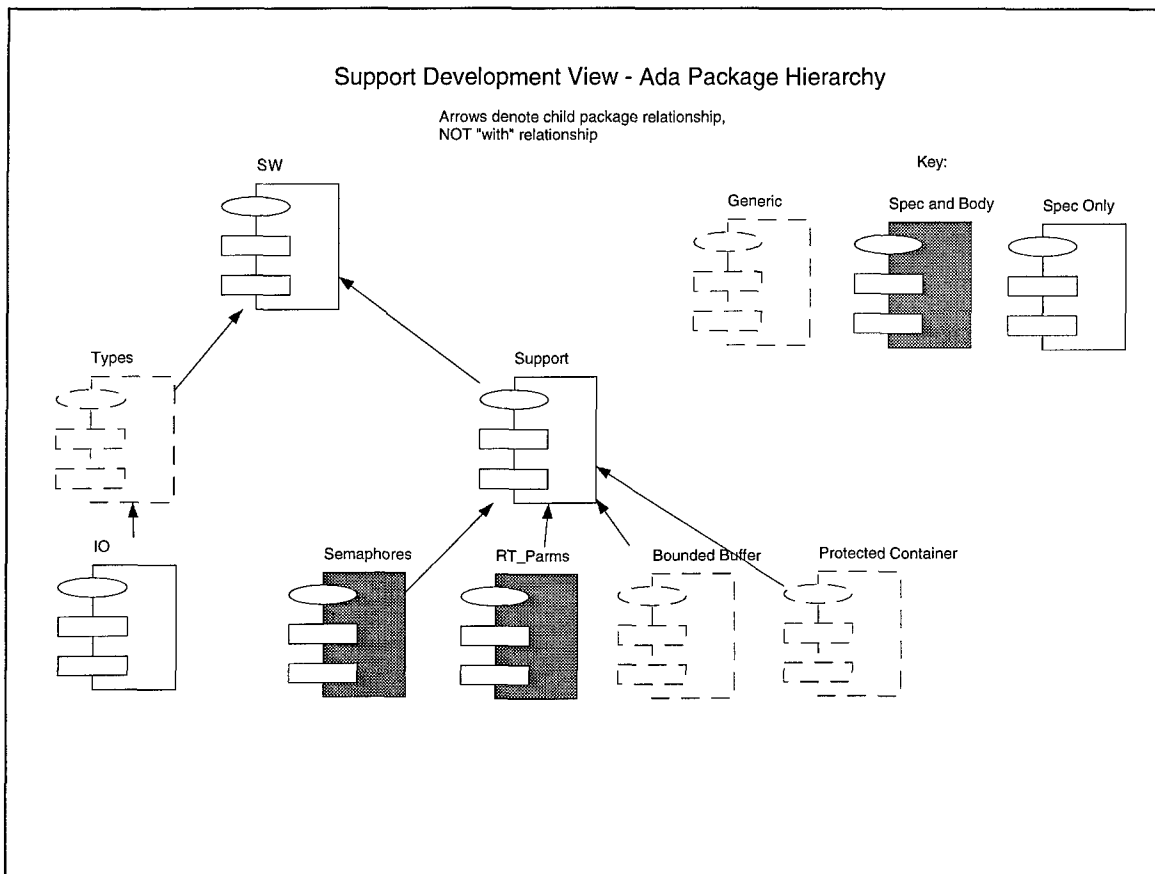 Support Development View - Ada Package Hierarchy
Arrows denote child package relationship,
NOT "with" relationship
SW
Key:
Generic
Spec and Body
Spec Only
Types
Support
IO
Semaphores
RT_Parms
Bounded Buffer
Protected Container